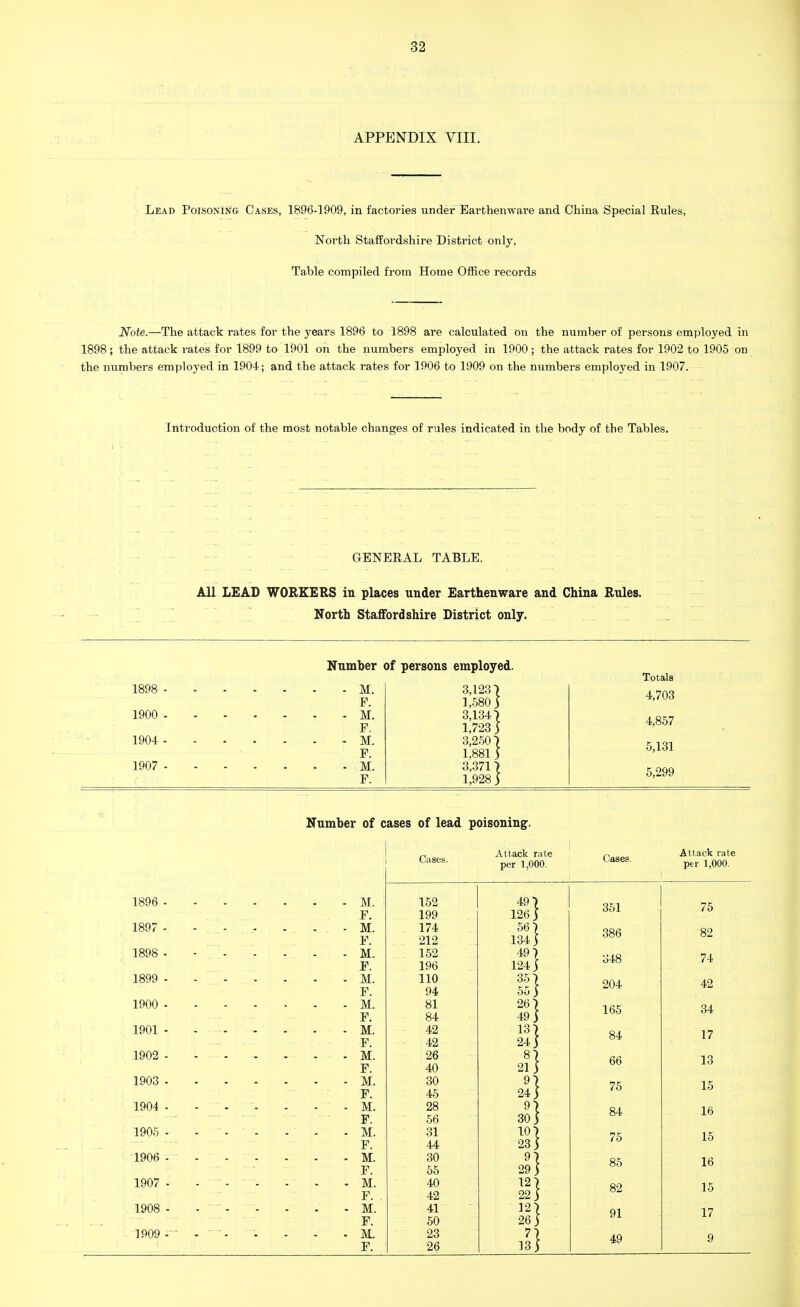 32
APPENDIX VIII.
Lead Poisoning Cases, 1896-1909, in factories under Earthenware and China Special Rules,
North Staffordshire District only,
Table compiled from Home Office records
Note.—The attack rates for the years 1896 to 1898 are calculated on the number of persons employed in
1898; the attack rates for 1899 to 1901 on the numbers employed in 1900; the attack rates for 1902 to 1905 on
the numbers employed in 1904; and the attack rates for 1906 to 1909 on the numbers employed in 1907.
Introduction of the most notable changes of rules indicated in the body of the Tables.
GENERAL TABLE.
All LEAD WORKERS in places under Earthenware and China Rules.
North Staffordshire District only.
Number of persons employed.
Totals
1898 - - - - - - - M. 3,123 }
F. 1,580 } 4,703
1900 - - - - - - - M. 3,134 }
F. 1,723 } 4,857
1904 - - - - - - - M. 3,250 }
F. 1,881 } 5,131
1907 - - - - - - - M. 3,371 }
F. 1,928 } 5,299
Number of cases of lead poisoning.
Cases. Attack rate per 1,000. Cases. Attack rate per 1,000.
1896 - - - - - - - M. 152 49 }
F. 199 126 } 351 75
1897 - - - - - - - M. 174 56 }
F. 212 134 } 386 82
1898 - - - - - - - M. 152 49 }
F. 196 124 } 348 74
1899 - - - - - - - M. 110 35 }
F. 94 55 } 204 42
1900 - - - - - - - M. 81 26 }
F. 84 49 } 165 34
1901 - - - - - - - M. 42 13 }
F. 42 24 } 84 17
1902 - - - - - - - M. 26 8 }
F. 40 21 } 66 13
1903 - - - - - - - M. 30 9 }
F. 45 24 } 75 15
1904 - - - - - - - M. 28 9 }
F. 56 30 } 84 16
1905 - - - - - - - M. 31 10 }
F. 44 23 } 75 15
1906 - - - - - - - M. 30 9 }
F. 55 29 } 85 16
1907 - - - - - - - M. 40 12 }
F. 42 22 } 82 15
1908 - - - - - - - M. 41 12 }
F. 50 26 } 91 17
1909 - - - - - - - M. 23 7 }
F. 26 13 } 49 9